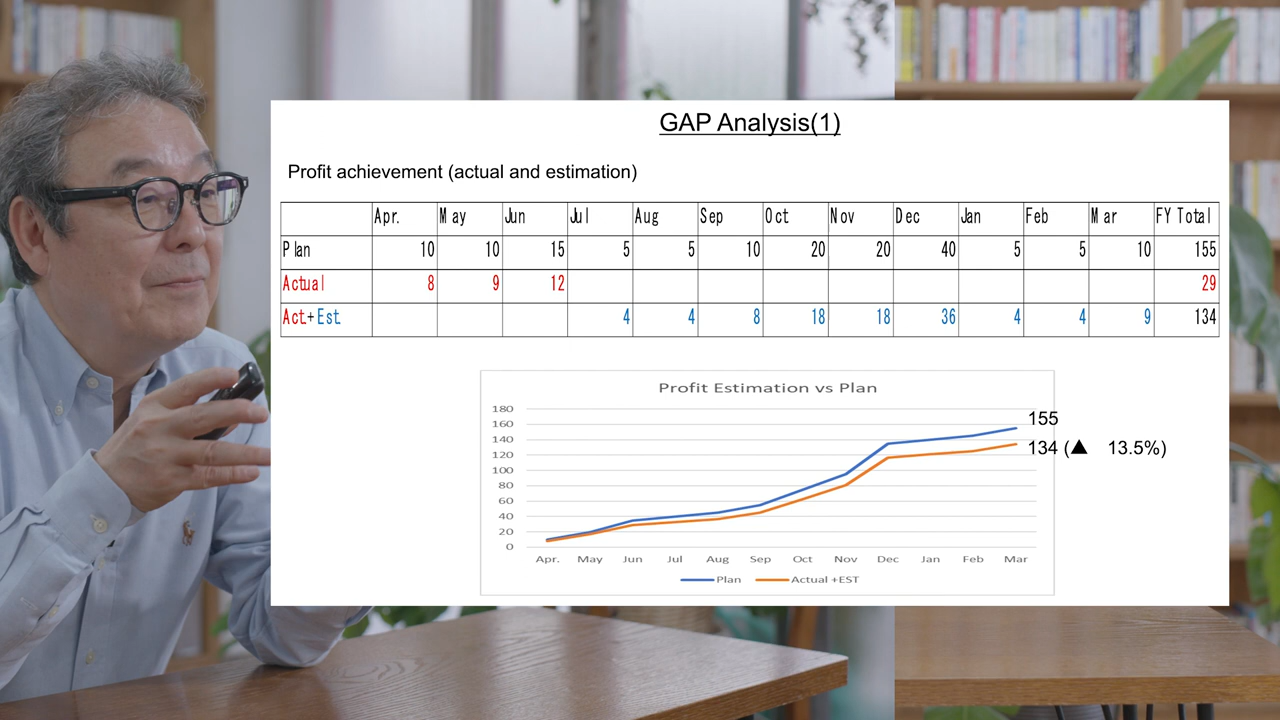 GAP Analysis(1)
Profit achievement (actual and estimation)
Apr. May Jun Jul Aug Sep Oct Nov Dec Jan Feb Mar FY Total
Plan 10 10 15 5 5 10 20 20 40 5 5 10 155
Actual 8 9 12 29
Act.+Est. 4 4 8 18 18 36 4 4 9 134
Profit Estimation vs Plan
180
160
140
120
100
80
60
40
20
0
155
134 (▲ 13.5%)
Apr. May Jun Jul Aug Sep Oct Nov Dec Jan Feb Mar
Plan Actual +EST